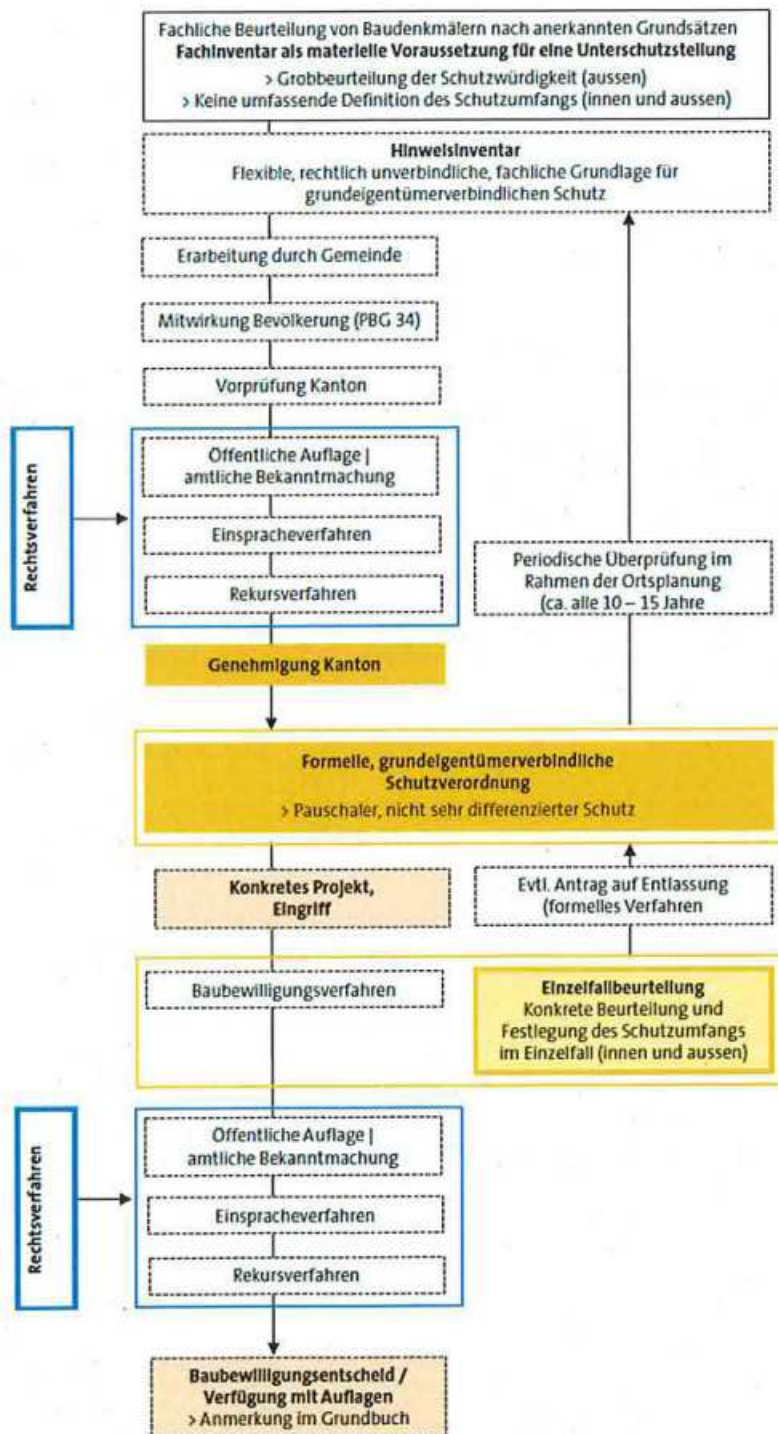 Fachliche Beurteilung von Baudenkmälern nach anerkannten Grundsätzen
Fachinventar als materielle Voraussetzung für eine Unterschutzstellung
> Grobbeurteilung der Schutzwürdigkeit (aussen)
> Keine umfassende Definition des Schutzumfangs (innen und aussen)
Hinweisinventar
Flexible, rechtlich unverbindliche, fachliche Grundlage für
grundeigentümerverbindlichen Schutz
Erarbeitung durch Gemeinde
Mitwirkung Bevölkerung (PBG 34)
Vorprüfung Kanton
Rechtsverfahren
Öffentliche Auflage |
amtliche Bekanntmachung
Einspracheverfahren
Rekursverfahren
Periodische Überprüfung im
Rahmen der Ortsplanung
(ca. alle 10 – 15 Jahre
Genehmigung Kanton
Formelle, grundeigentümerverbindliche
Schutzverordnung
> Pauschaler, nicht sehr differenzierter Schutz
Konkretes Projekt,
Eingriff
Evtl. Antrag auf Entlassung
(formelles Verfahren
Baubewilligungsverfahren
Einzelfallbeurteilung
Konkrete Beurteilung und
Festlegung des Schutzumfangs
im Einzelfall (innen und aussen)
Rechtsverfahren
Öffentliche Auflage |
amtliche Bekanntmachung
Einspracheverfahren
Rekursverfahren
Baubewilligungsentscheid /
Verfügung mit Auflagen
> Anmerkung im Grundbuch